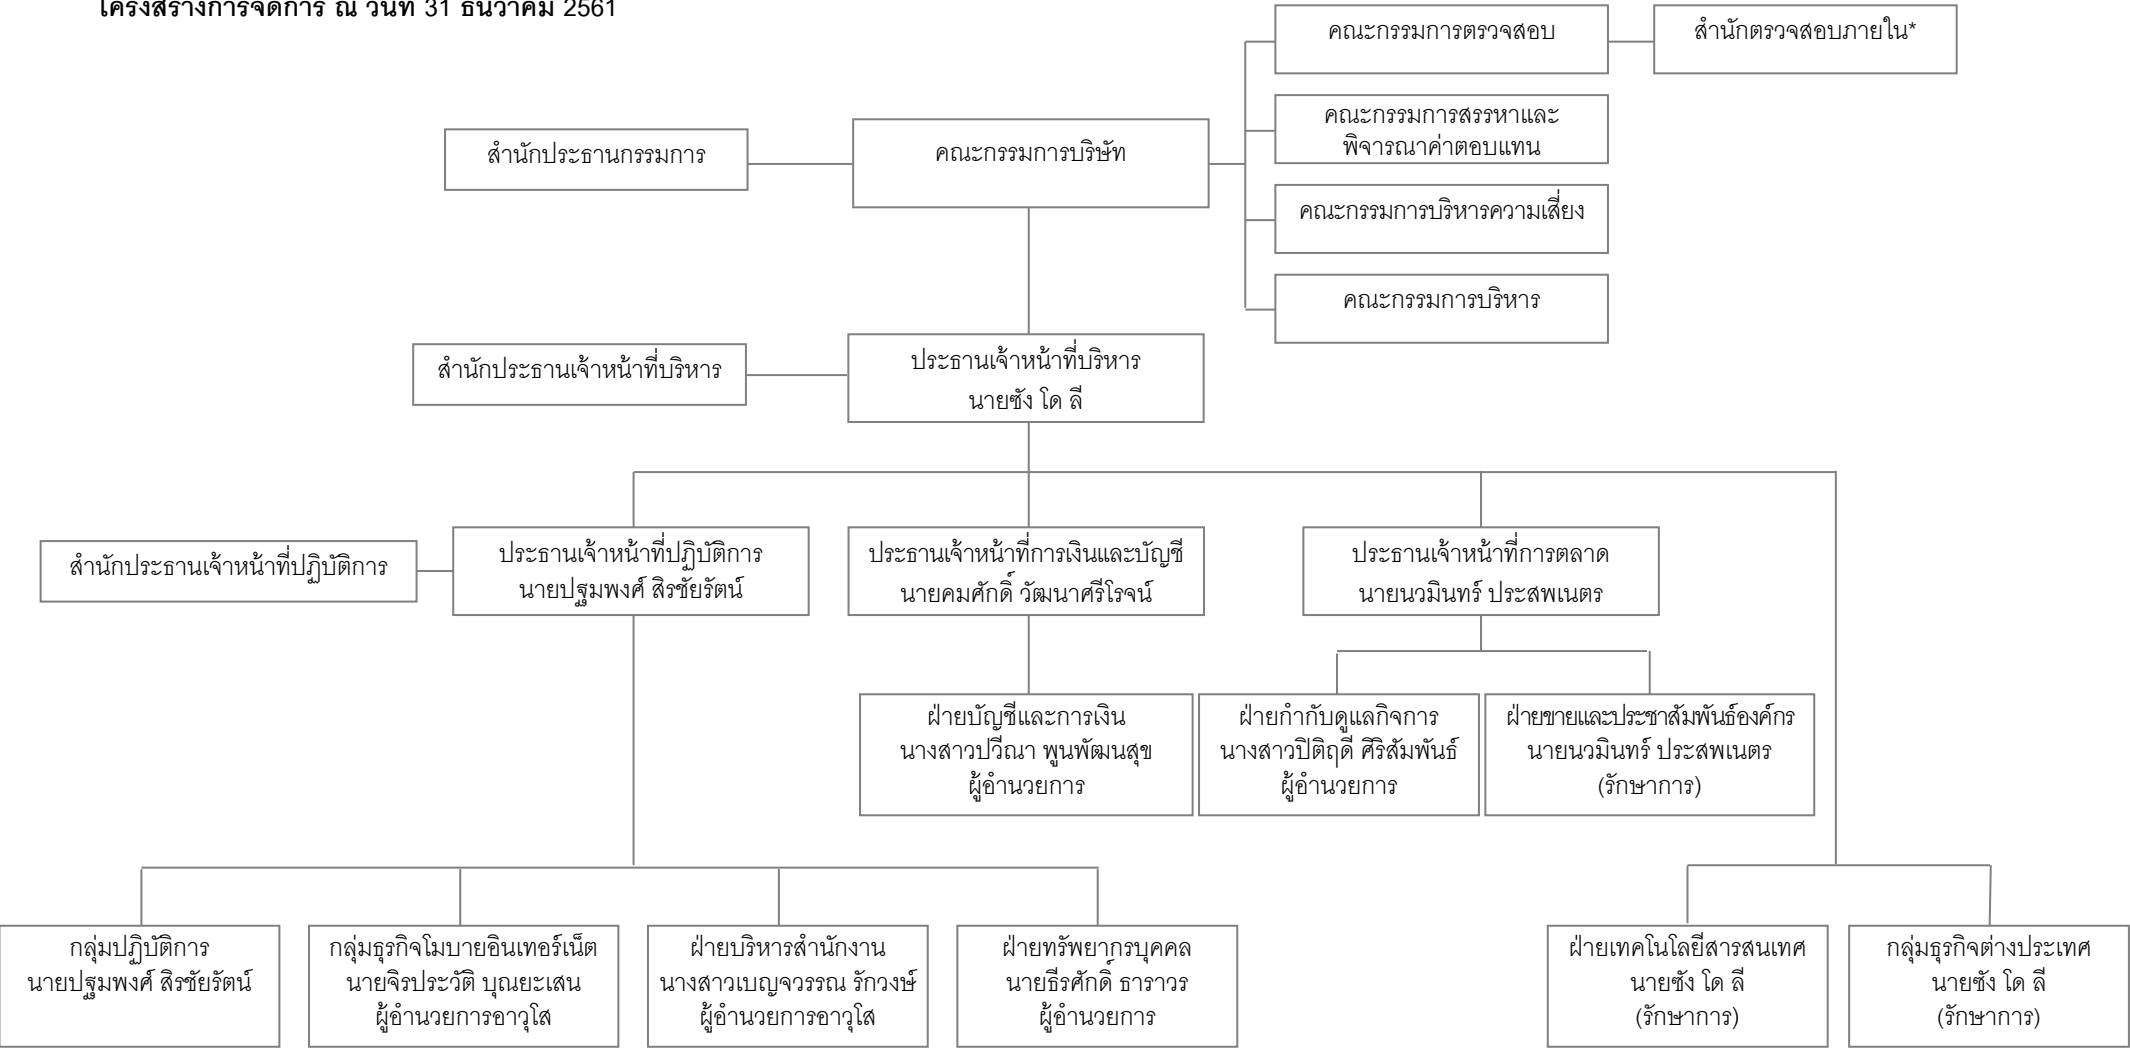 โครงสร้างการจัดการ ณ วันที่ 31 ธันวาคม 2561
คณะกรรมการตรวจสอบ
สำนักตรวจสอบภายใน*
คณะกรรมการสรรหาและ
พิจารณาค่าตอบแทน
สำนักประธานกรรมการ
คณะกรรมการบริษัท
คณะกรรมการบริหารความเสี่ยง
คณะกรรมการบริหาร
สำนักประธานเจ้าหน้าที่บริหาร
ประธานเจ้าหน้าที่บริหาร
นายซัง โด ลี
สำนักประธานเจ้าหน้าที่ปฏิบัติการ
ประธานเจ้าหน้าที่ปฏิบัติการ
นายปฐมพงศ์ สิรชัยรัตน์
ประธานเจ้าหน้าที่การเงินและบัญชี
นายคมศักดิ์ วัฒนาศรีโรจน์
ประธานเจ้าหน้าที่การตลาด
นายนวมินทร์ ประสพเนตร
ฝ่ายบัญชีและการเงิน
นางสาวปวีณา พูนพัฒนสุข
ผู้อำนวยการ
ฝ่ายกำกับดูแลกิจการ
นางสาวปิติฤดี ศิริสัมพันธ์
ผู้อำนวยการ
ฝ่ายขายและประชาสัมพันธ์องค์กร
นายนวมินทร์ ประสพเนตร
(รักษาการ)
กลุ่มปฏิบัติการ
นายปฐมพงศ์ สิรชัยรัตน์
กลุ่มธุรกิจโมบายอินเทอร์เน็ต
นายจิรประวัติ บุณยะเสน
ผู้อำนวยการอาวุโส
ฝ่ายบริหารสำนักงาน
นางสาวเบญจวรรณ รักวงษ์
ผู้อำนวยการอาวุโส
ฝ่ายทรัพยากรบุคคล
นายธีรศักดิ์ ธาราวร
ผู้อำนวยการ
ฝ่ายเทคโนโลยีสารสนเทศ
นายซัง โด ลี
(รักษาการ)
กลุ่มธุรกิจต่างประเทศ
นายซัง โด ลี
(รักษาการ)